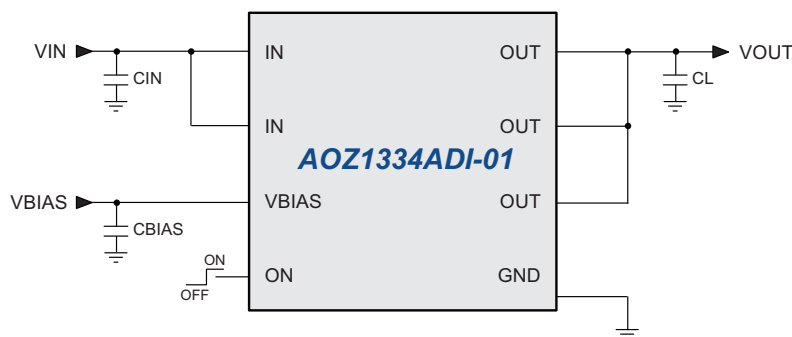 VIN
CIN
IN
OUT
VOUT
CL
IN
OUT
AOZ1334ADI-01
VBIAS
CBIAS
VBIAS
OUT
ON
OFF
ON
GND